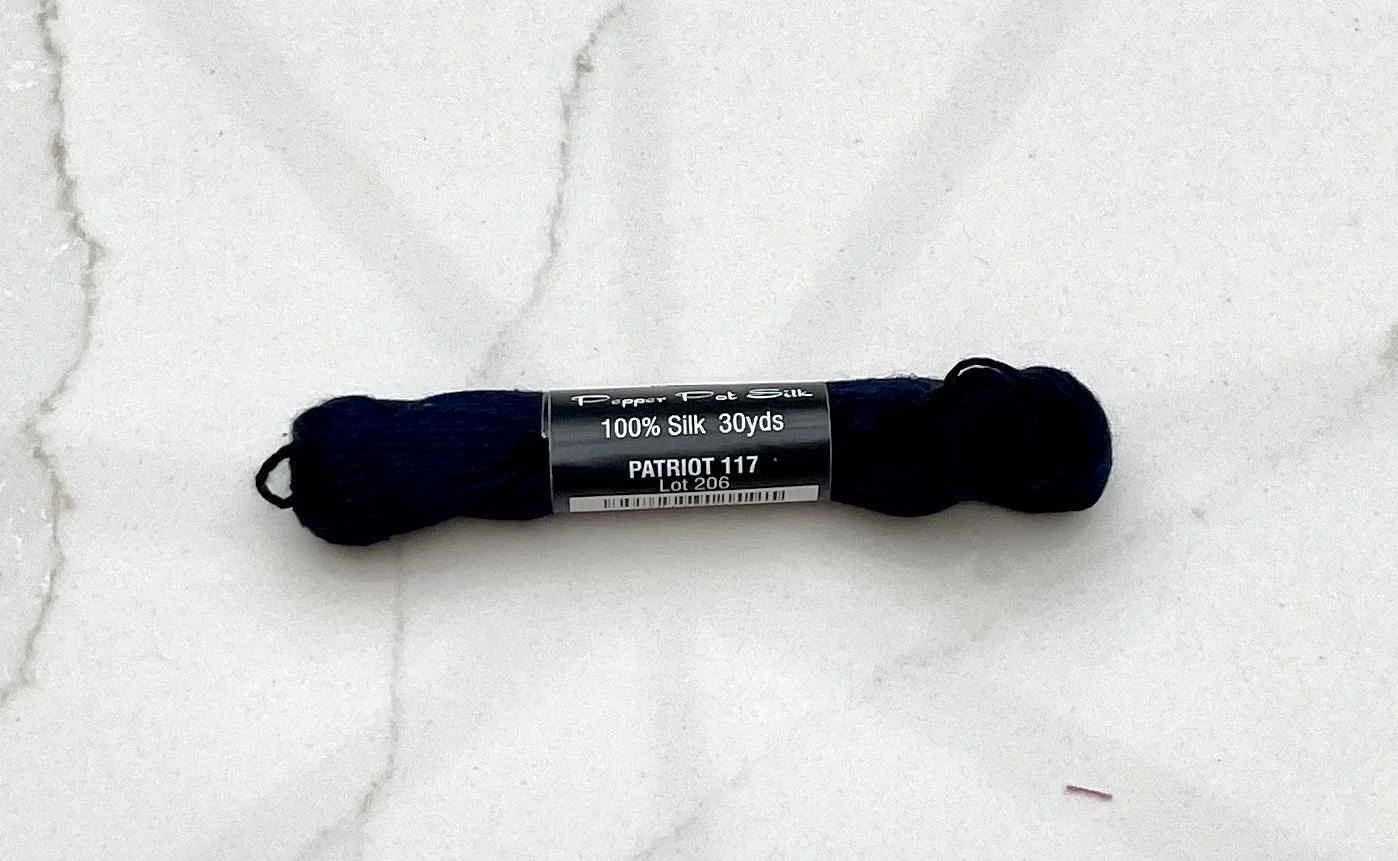 Pepper Pot Silk
100% Silk 30yds
PATRIOT 117
Lot 206